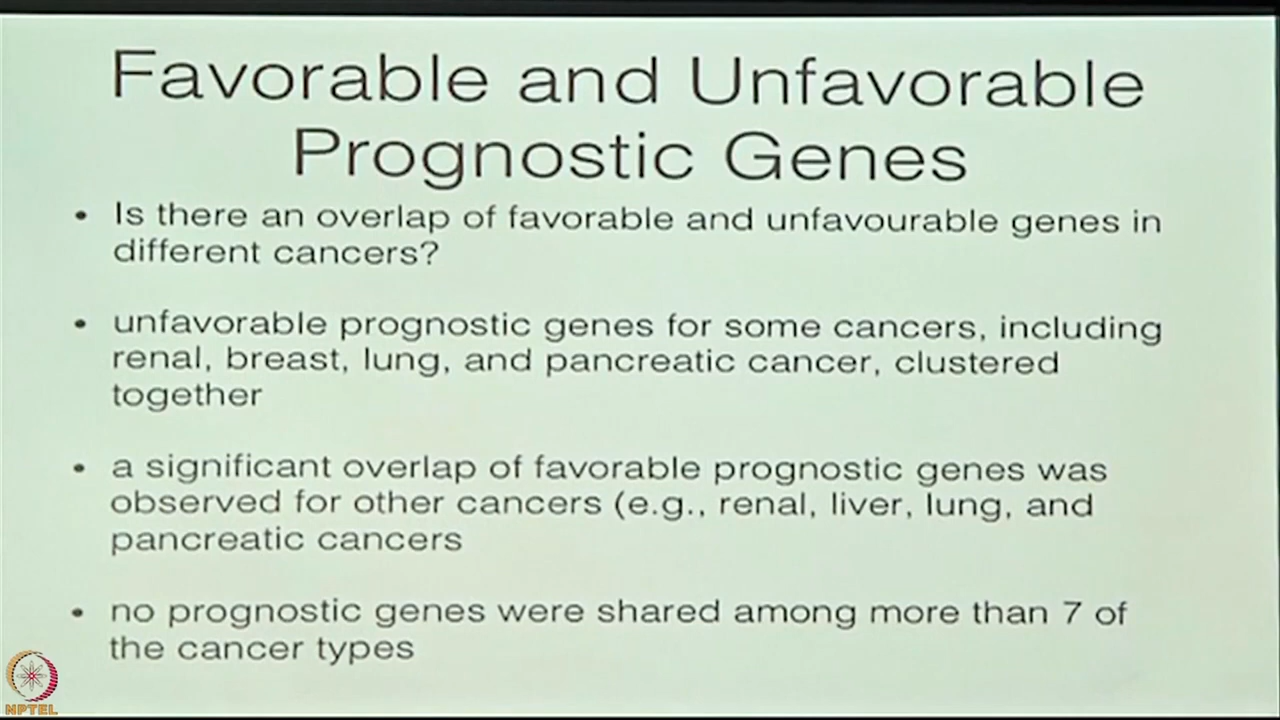 Favorable and Unfavorable
Prognostic Genes
• Is there an overlap of favorable and unfavourable genes in
different cancers?
• unfavorable prognostic genes for some cancers, including
renal, breast, lung, and pancreatic cancer, clustered
together
• a significant overlap of favorable prognostic genes was
observed for other cancers (e.g., renal, liver, lung, and
pancreatic cancers
• no prognostic genes were shared among more than 7 of
the cancer types
NPTEL